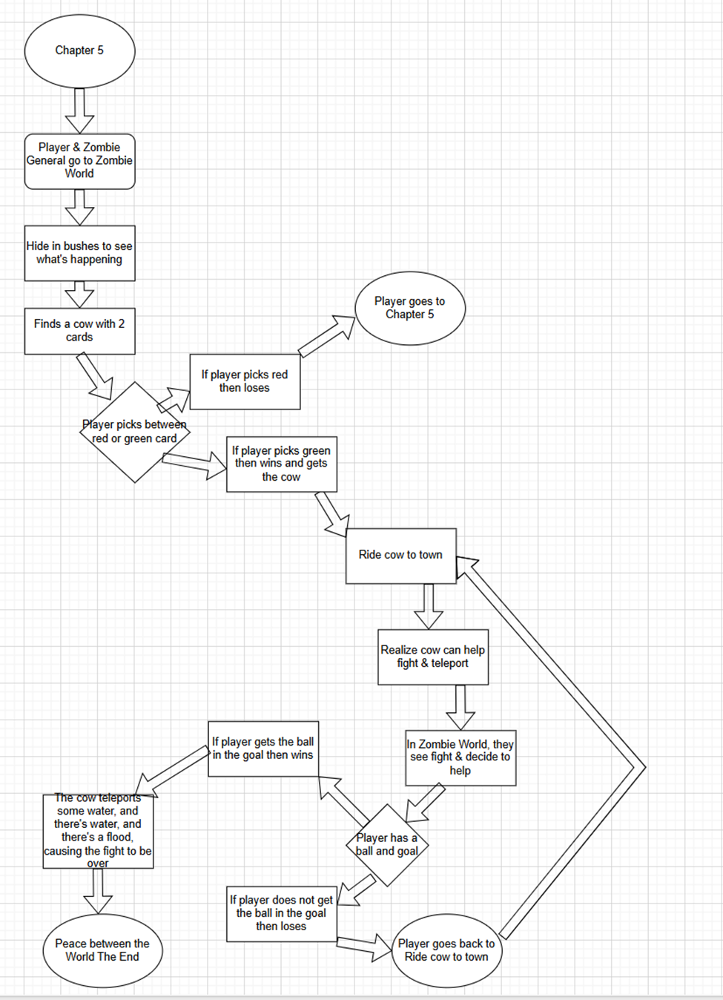 Chapter 5
Player & Zombie
General go to Zombie
World
Hide in bushes to see
what's happening
Finds a cow with 2
cards
Player goes to
Chapter 5
If player picks red
then loses
Player picks between
red or green card
If player picks green
then wins and gets
the cow
Ride cow to town
Realize cow can help
fight & teleport
In Zombie World, they
see fight & decide to
help
If player gets the ball
in the goal then wins
The cow teleports
some water, and
there's water, and
there's a flood,
causing the fight to be
over
Player has a
ball and goal
If player does not get
the ball in the goal
then loses
Peace between the
World The End
Player goes back to
Ride cow to town